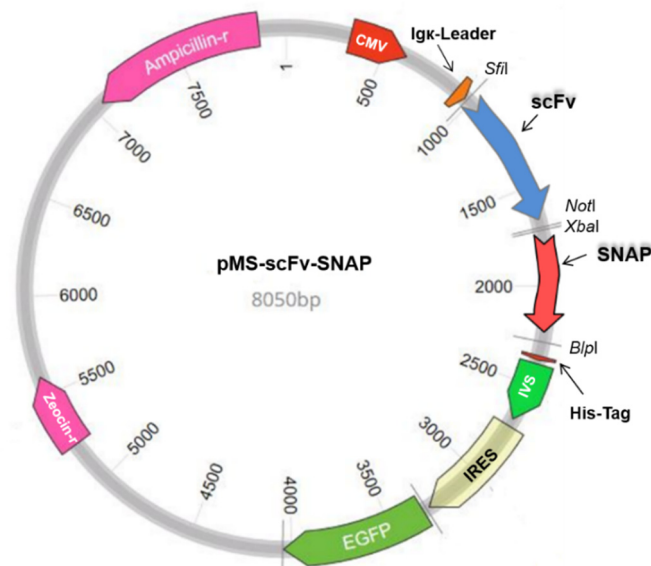 Ampicillin-r
CMV
Igκ-Leader
SfiI
scFv
1
500
1000
1500
NotI
XbaI
SNAP
2000
BlpI
His-Tag
2500
IVS
3000
IRES
3500
EGFP
4000
4500
5000
Zeocin-r
5500
6000
6500
7000
7500
pMS-scFv-SNAP
8050bp